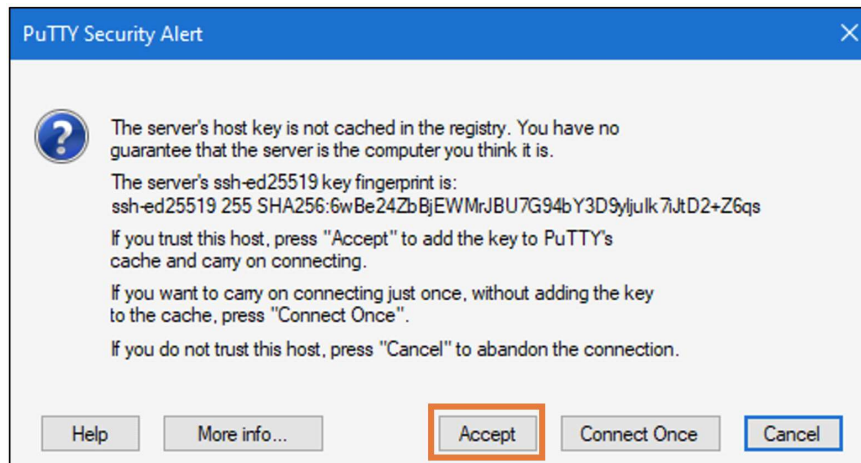 PuTTY Security Alert
The server's host key is not cached in the registry. You have no
guarantee that the server is the computer you think it is.
The server's ssh-ed25519 key fingerprint is:
ssh-ed25519 255 SHA256:6wBe24ZbBjEWMrJBU7G94bY3D9yljulk7iJtD2+Z6qs
If you trust this host, press "Accept" to add the key to PuTTY's
cache and carry on connecting.
If you want to carry on connecting just once, without adding the key
to the cache, press "Connect Once".
If you do not trust this host, press "Cancel" to abandon the connection.
Help More info... Accept Connect Once Cancel